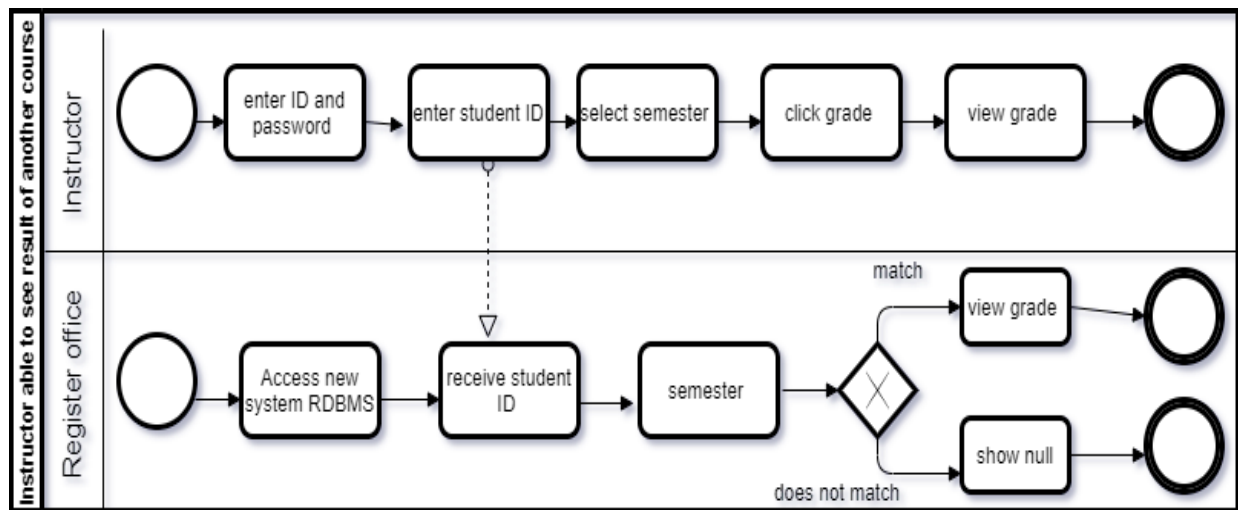 Instructor able to see result of another course
Instructor
enter ID and
password
enter student ID
select semester
click grade
view grade
Register office
Access new
system RDBMS
receive student
ID
semester
match
view grade
does not match
show null